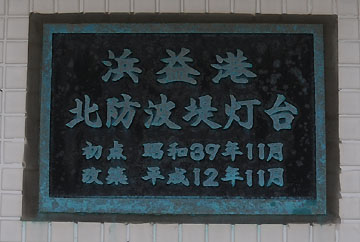 浜益港
北防波堤灯台
初点 昭和39年11月
改築 平成12年11月